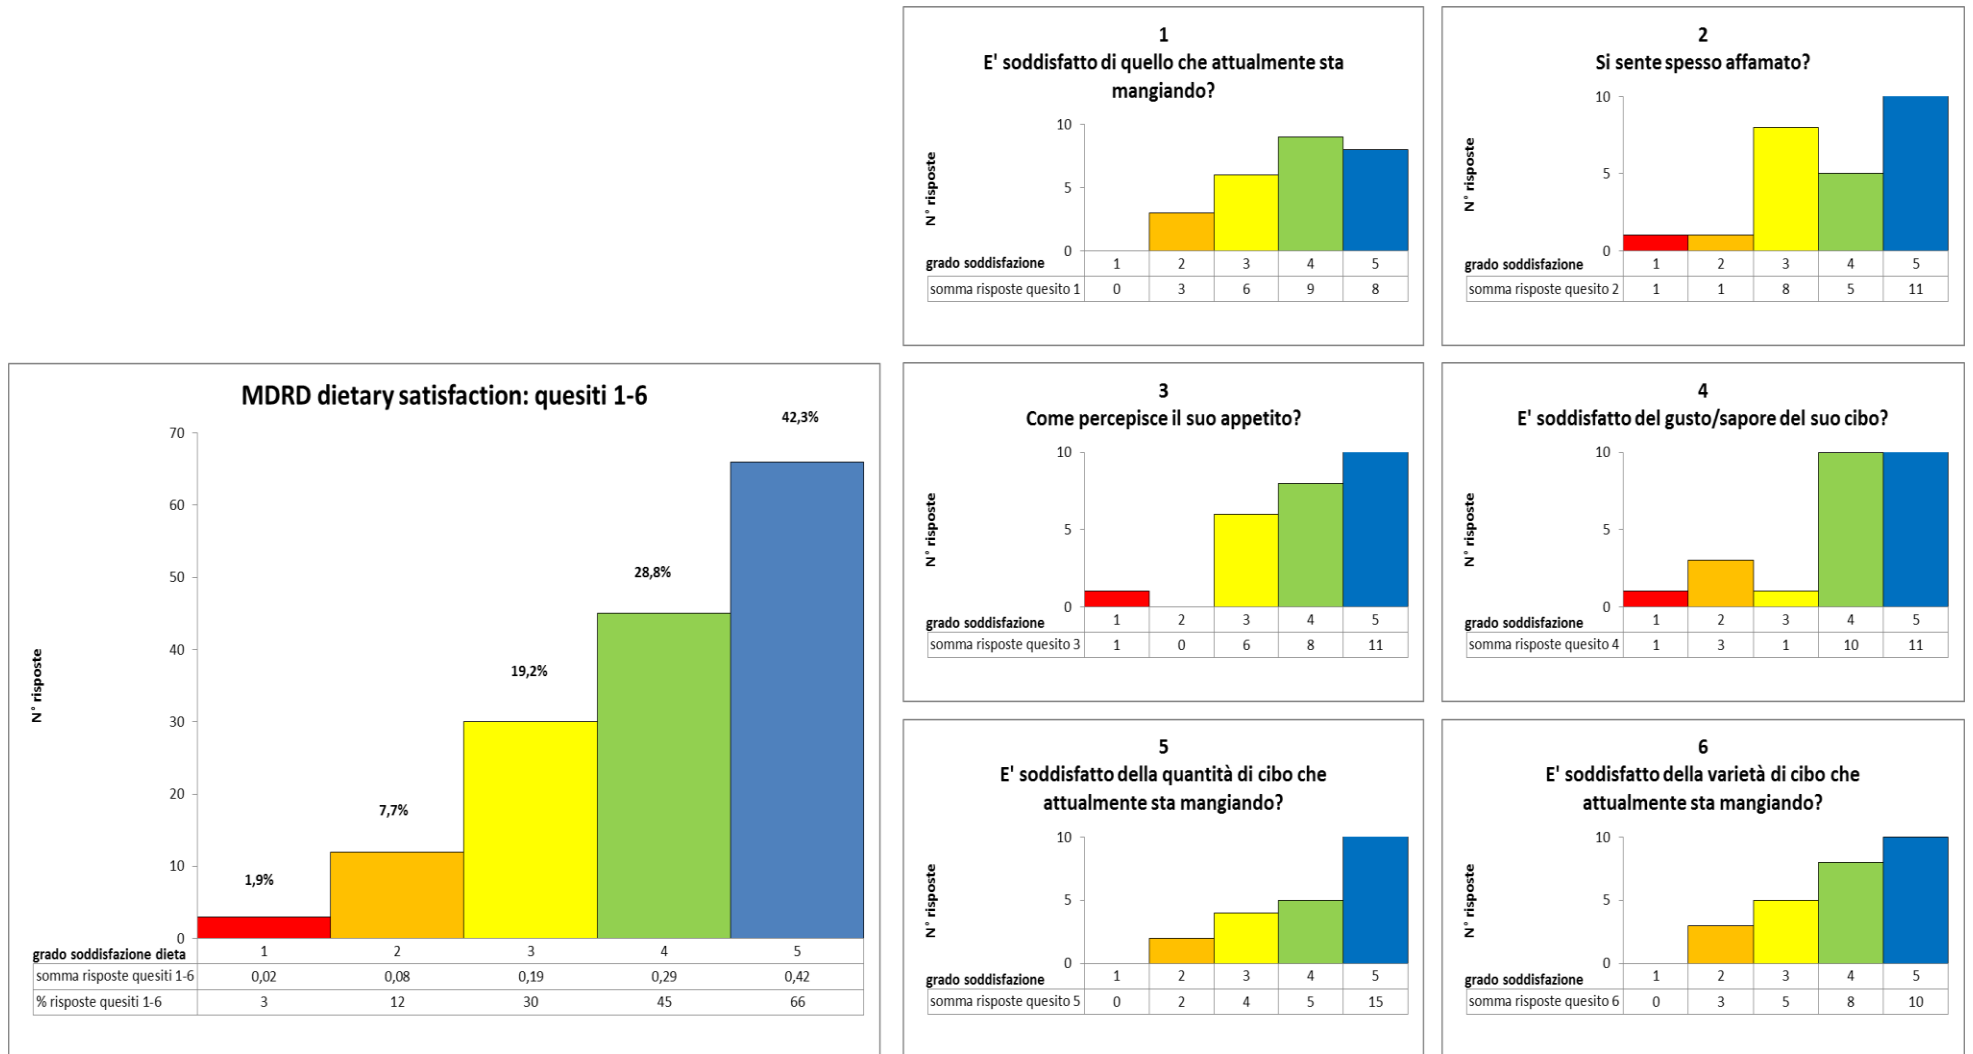 MDRD dietary satisfaction: quesiti 1-6
N° risposte
70
60
50
40
30
20
10
0
1,9%
7,7%
19,2%
28,8%
42,3%
grado soddisfazione dieta 1 2 3 4 5
somma risposte quesiti 1-6 0,02 0,08 0,19 0,29 0,42
% risposte quesiti 1-6 3 12 30 45 66
1
E' soddisfatto di quello che attualmente sta
mangiando?
N° risposte
10
5
0
grado soddisfazione 1 2 3 4 5
somma risposte quesito 1 0 3 6 9 8
2
Si sente spesso affamato?
N° risposte
10
5
0
grado soddisfazione 1 2 3 4 5
somma risposte quesito 2 1 1 8 5 11
3
Come percepisce il suo appetito?
N° risposte
10
5
0
grado soddisfazione 1 2 3 4 5
somma risposte quesito 3 1 0 6 8 11
4
E' soddisfatto del gusto/sapore del suo cibo?
N° risposte
10
5
0
grado soddisfazione 1 2 3 4 5
somma risposte quesito 4 1 3 1 10 11
5
E' soddisfatto della quantità di cibo che
attualmente sta mangiando?
N° risposte
10
5
0
grado soddisfazione 1 2 3 4 5
somma risposte quesito 5 0 2 4 5 15
6
E' soddisfatto della varietà di cibo che
attualmente sta mangiando?
N° risposte
10
5
0
grado soddisfazione 1 2 3 4 5
somma risposte quesito 6 0 3 5 8 10